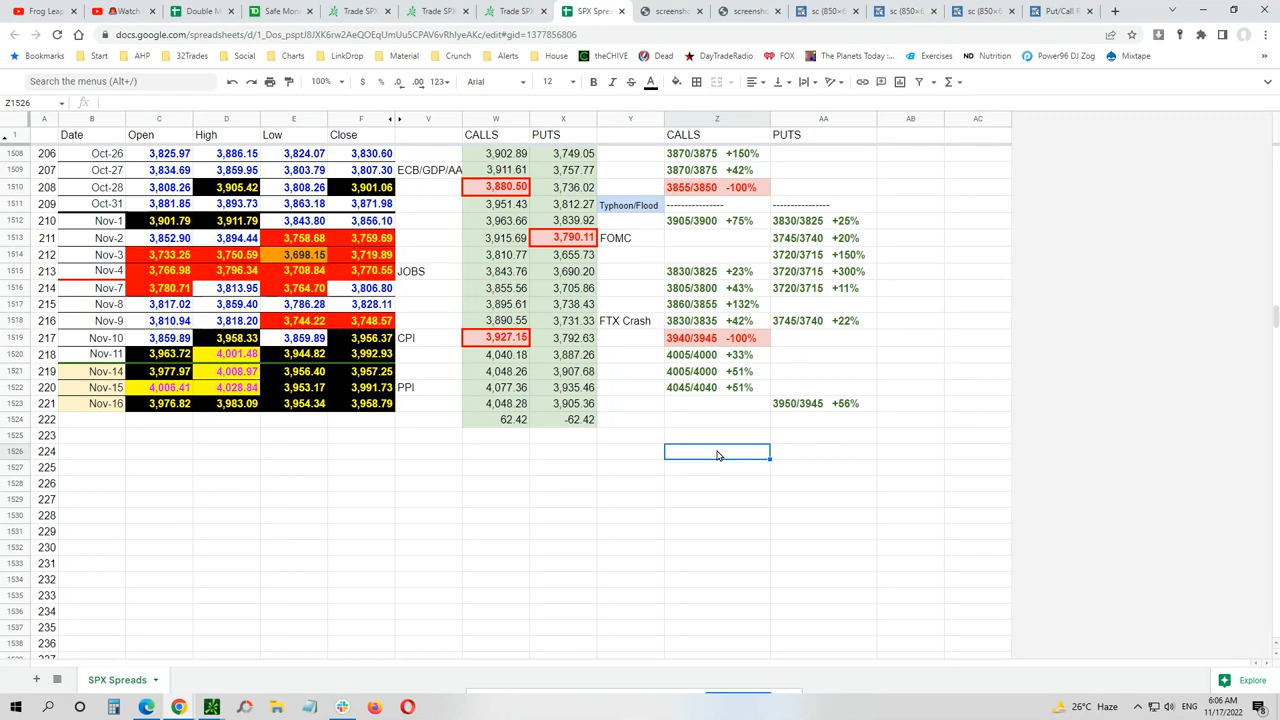 Frog Leap
Watch
Double M
Safe Mone
Trade SPX
Trade SPX
Trade SPX
SPX Sprea
screensho
screensho
sc (850×6
sc (850×6
sc (850×6
Put/Call R
docs.google.com/spreadsheets/d/1_Dos_psptJ8JXK6rw2AeQOEqUmUu5CPAV6vRhlyeAKc/edit#gid=1377856806
Bookmarks Start AHP 32Trades Social Charts LinkDrop Material Crunch Alerts House theCHIVE Dead DayTradeRadio FOX The Planets Today :... Exercises Nutrition Power96 DJ Zog Mixtape
Search the menus (Alt+/) 100% $ % .0 .00 123 Arial 12 B I S A
Z1526 fx
A B C D E F V W X Y Z AA AB AC
1 Date Open High Low Close CALLS PUTS CALLS PUTS
1508 206 Oct-26 3,825.97 3,886.15 3,824.07 3,830.60 3,902.89 3,749.05 3870/3875 +150%
1509 207 Oct-27 3,834.69 3,859.95 3,803.79 3,807.30 ECB/GDP/AA 3,911.61 3,757.77 3870/3875 +42%
1510 208 Oct-28 3,808.26 3,905.42 3,808.26 3,901.06 3,880.50 3,736.02 3855/3850 -100%
1511 209 Oct-31 3,881.85 3,893.73 3,863.18 3,871.98 3,951.43 3,812.27 Typhoon/Flood --------------- ---------------
1512 210 Nov-1 3,901.79 3,911.79 3,843.80 3,856.10 3,963.66 3,839.92 3905/3900 +75% 3830/3825 +25%
1513 211 Nov-2 3,852.90 3,894.44 3,758.68 3,759.69 3,915.69 3,790.11 FOMC 3745/3740 +20%
1514 212 Nov-3 3,733.25 3,750.59 3,698.15 3,719.89 3,810.77 3,655.73 3720/3715 +150%
1515 213 Nov-4 3,766.98 3,796.34 3,708.84 3,770.55 JOBS 3,843.76 3,690.20 3830/3825 +23% 3720/3715 +300%
1516 214 Nov-7 3,780.71 3,813.95 3,764.70 3,806.80 3,855.56 3,705.86 3805/3800 +43% 3720/3715 +11%
1517 215 Nov-8 3,817.02 3,859.40 3,786.28 3,828.11 3,895.61 3,738.43 3860/3855 +132%
1518 216 Nov-9 3,810.94 3,818.20 3,744.22 3,748.57 3,890.55 3,731.33 FTX Crash 3830/3835 +42% 3745/3740 +22%
1519 217 Nov-10 3,859.89 3,958.33 3,859.89 3,956.37 CPI 3,927.15 3,792.63 3940/3945 -100%
1520 218 Nov-11 3,963.72 4,001.48 3,944.82 3,992.93 4,040.18 3,887.26 4005/4000 +33%
1521 219 Nov-14 3,977.97 4,008.97 3,956.40 3,957.25 4,048.26 3,907.68 4005/4000 +51%
1522 220 Nov-15 4,006.41 4,028.84 3,953.17 3,991.73 PPI 4,077.36 3,935.46 4045/4040 +51%
1523 221 Nov-16 3,976.82 3,983.09 3,954.34 3,958.79 4,048.28 3,905.36 3950/3945 +56%
1524 222 62.42 -62.42
1525 223
1526 224
1527 225
1528 226
1529 227
1530 228
1531 229
1532 230
1533 231
1534 232
1535 233
1536 234
1537 235
1538 236
SPX Spreads Explore
26°C Haze ENG 6:06 AM
11/17/2022